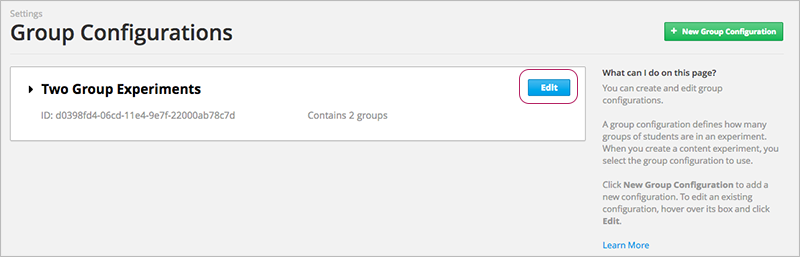 Settings
Group Configurations
+ New Group Configuration
Two Group Experiments
Edit
ID: d0398fd4-06cd-11e4-9e7f-22000ab78c7d
Contains 2 groups
What can I do on this page?
You can create and edit group
configurations.
A group configuration defines how many
groups of students are in an experiment.
When you create a content experiment, you
select the group configuration to use.
Click New Group Configuration to add a
new configuration. To edit an existing
configuration, hover over its box and click
Edit.
Learn More